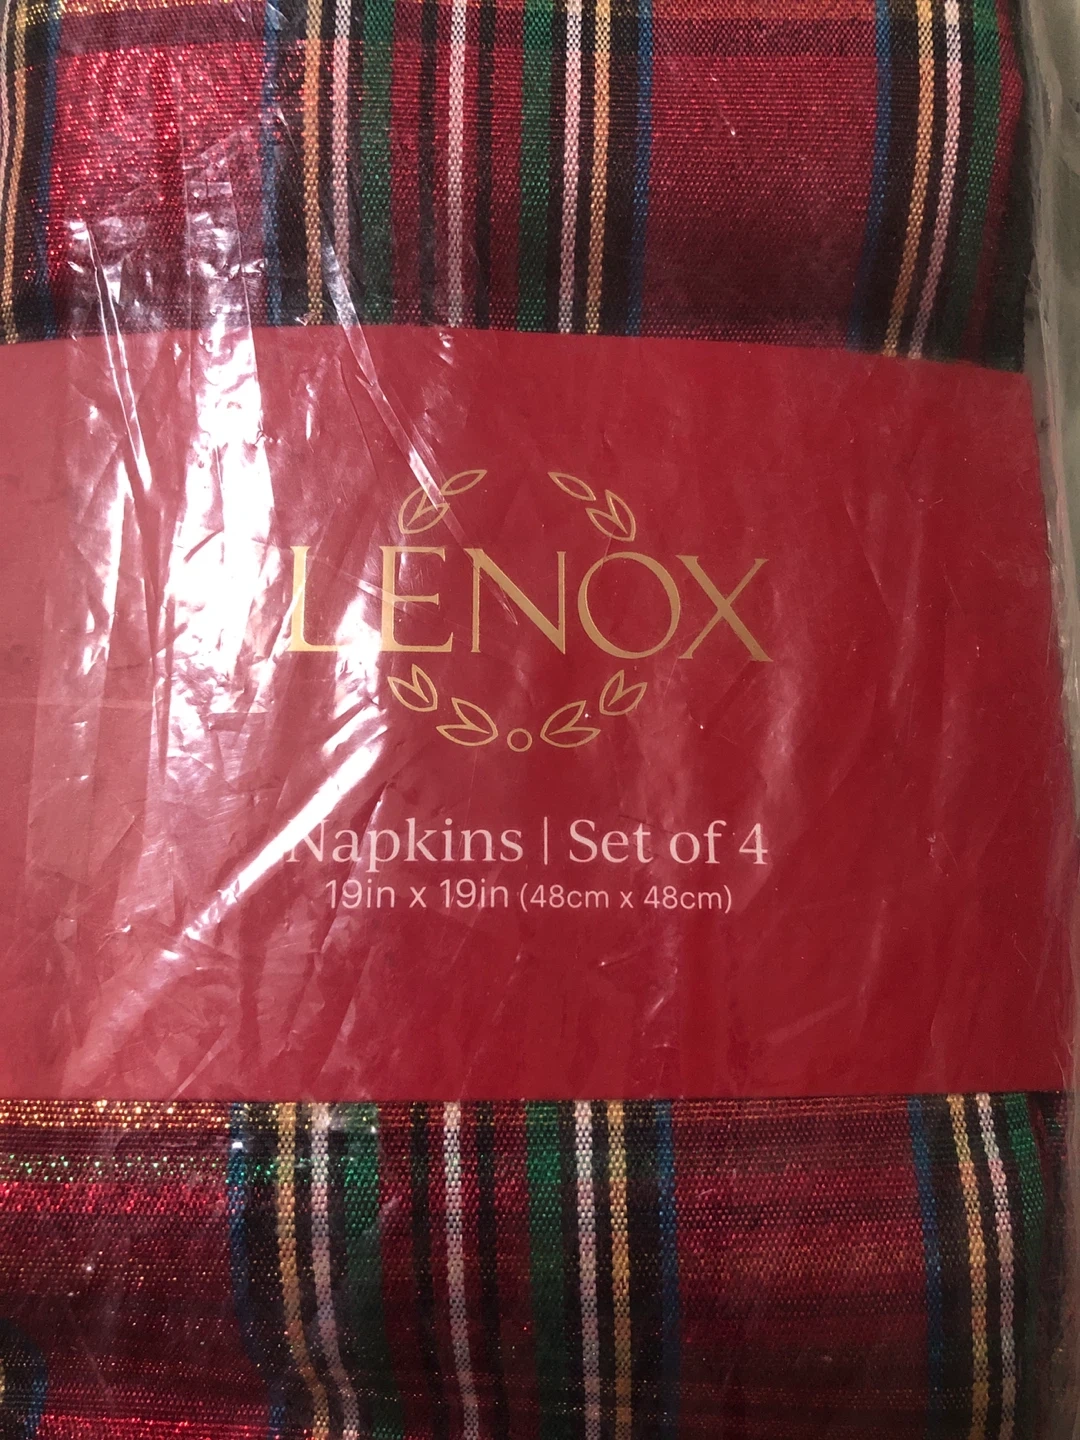 LENOX
Napkins | Set of 4
19in x 19in (48cm x 48cm)